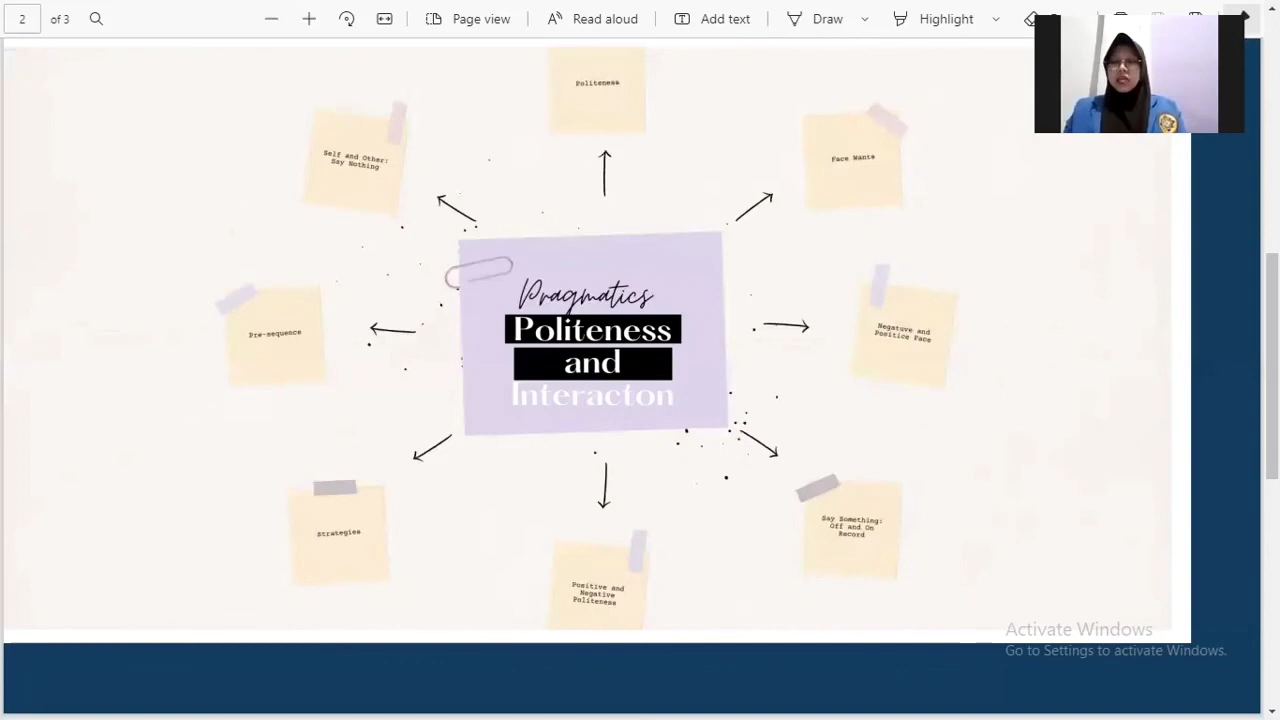 2
of 3
Page view
Read aloud
Add text
Draw
Highlight
Politeness
Self and Other:
Say Nothing
Face Wants
Pragmatics
Politeness
and
Interacton
Pre-sequence
Negatuve and
Positice Face
Strategies
Say Something:
Off and On
Record
Positive and
Negative
Politeness
Activate Windows
Go to Settings to activate Windows.